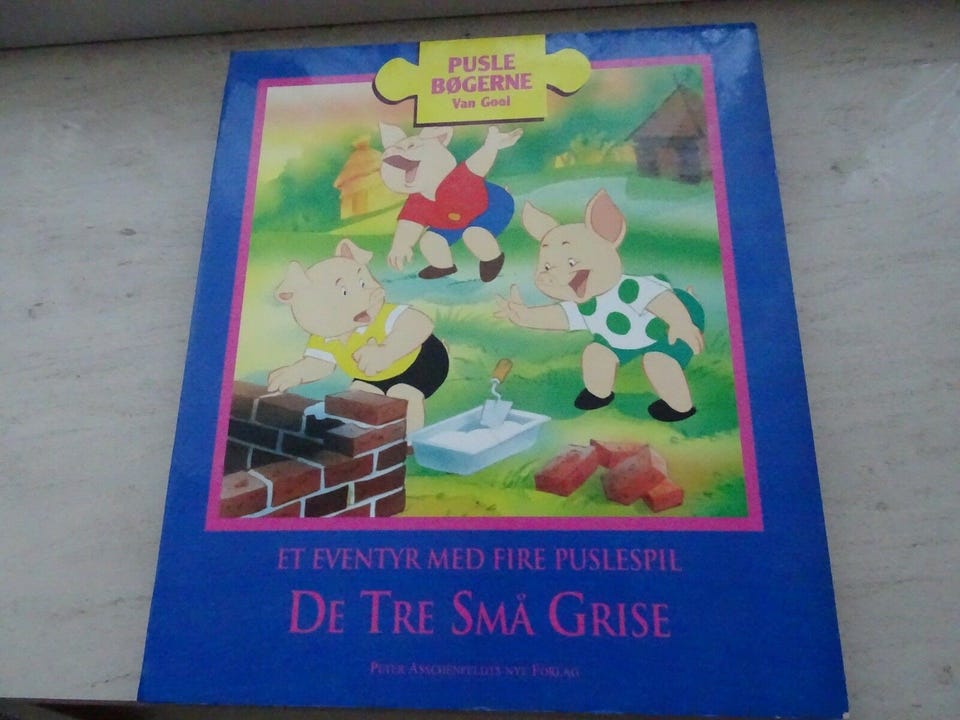 PUSLE
BØGERNE
Van Gool
ET EVENTYR MED FIRE PUSLESPIL
DE TRE SMÅ GRISE
PETER ASSCHENFELDTS NYE FORLAG